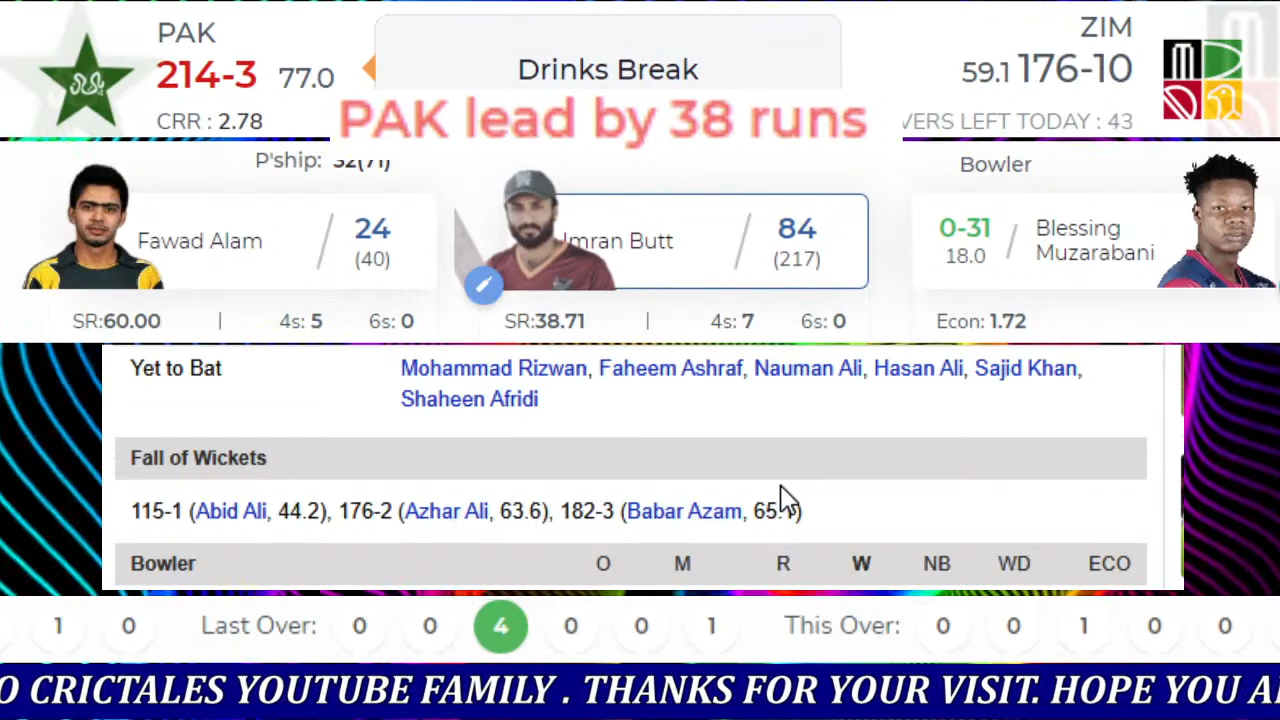 PAK
214-3 77.0
CRR : 2.78
Drinks Break
PAK lead by 38 runs
ZIM
59.1 176-10
VERS LEFT TODAY : 43
P'ship: 32(71)
Fawad Alam
24
(40)
SR:60.00 | 4s: 5 6s: 0
Imran Butt
84
(217)
SR:38.71 | 4s: 7 6s: 0
Bowler
0-31
18.0
Blessing
Muzarabani
Econ: 1.72
Yet to Bat Mohammad Rizwan, Faheem Ashraf, Nauman Ali, Hasan Ali, Sajid Khan,
Shaheen Afridi
Fall of Wickets
115-1 (Abid Ali, 44.2), 176-2 (Azhar Ali, 63.6), 182-3 (Babar Azam,
Bowler O M R W NB WD ECO
1 0 Last Over: 0 0 4 0 0 1 This Over: 0 0 1 0 0
O CRICTALES YOUTUBE FAMILY . THANKS FOR YOUR VISIT. HOPE YOU